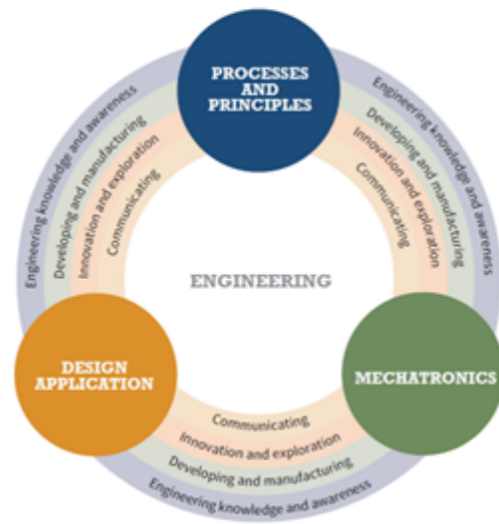 PROCESSES
AND
PRINCIPLES
Engineering knowledge and awareness
Developing and manufacturing
Innovation and exploration
Communicating
Engineering knowledge and awareness
Developing and manufacturing
Innovation and exploration
Communicating
ENGINEERING
DESIGN
APPLICATION
MECHATRONICS
Communicating
Innovation and exploration
Developing and manufacturing
Engineering knowledge and awareness